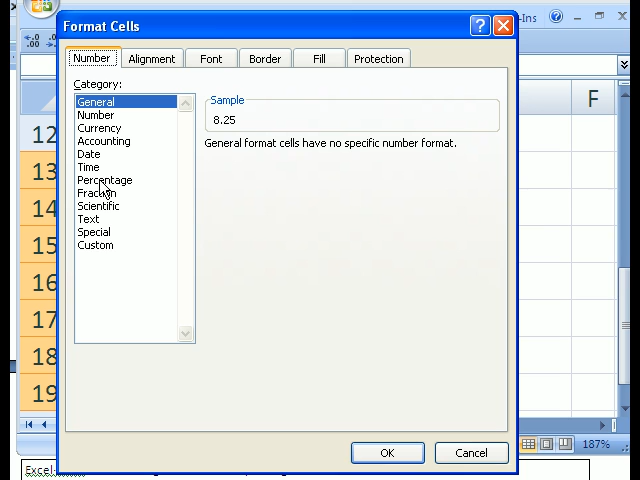 Format Cells
-Ins
Number Alignment Font Border Fill Protection
Category:
General
Number
Currency
Accounting
Date
Time
Percentage
Fraction
Scientific
Text
Special
Custom
Sample
8.25
General format cells have no specific number format.
F
12
13
14
15
16
17
18
19
OK Cancel
187%
Excel